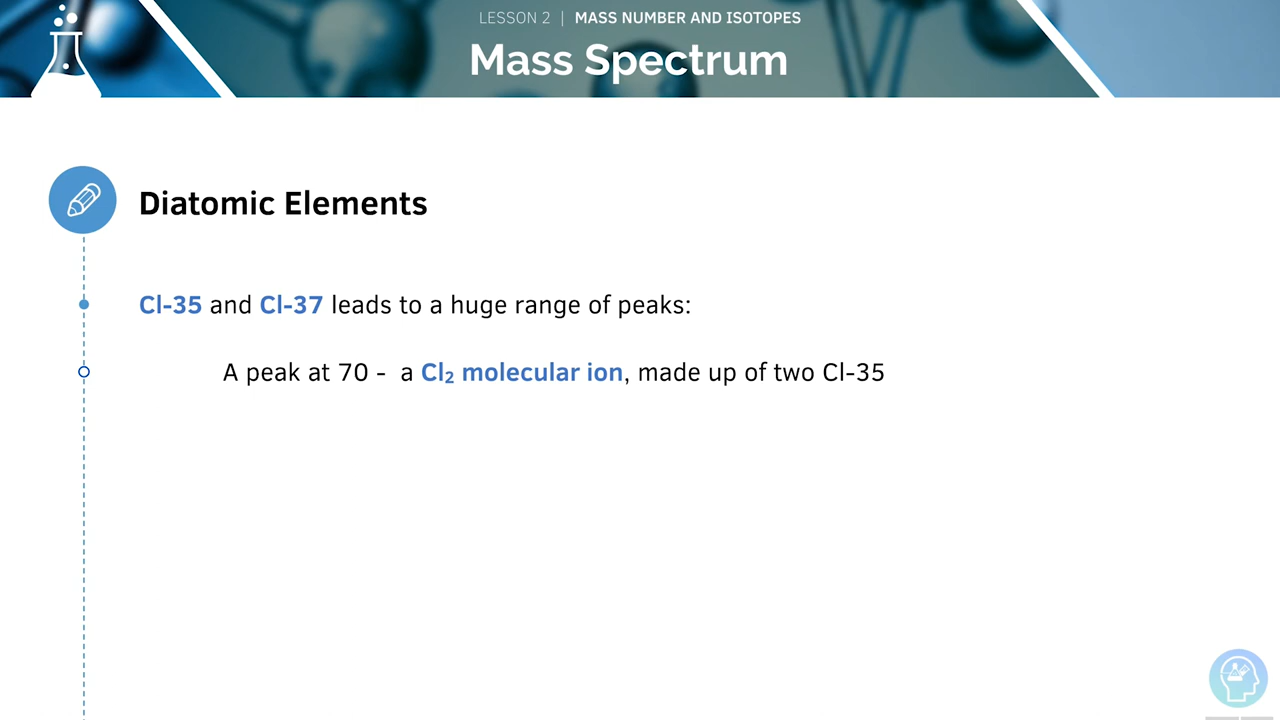 LESSON 2 | MASS NUMBER AND ISOTOPES
Mass Spectrum
Diatomic Elements
Cl-35 and Cl-37 leads to a huge range of peaks:
A peak at 70 - a Cl₂ molecular ion, made up of two Cl-35